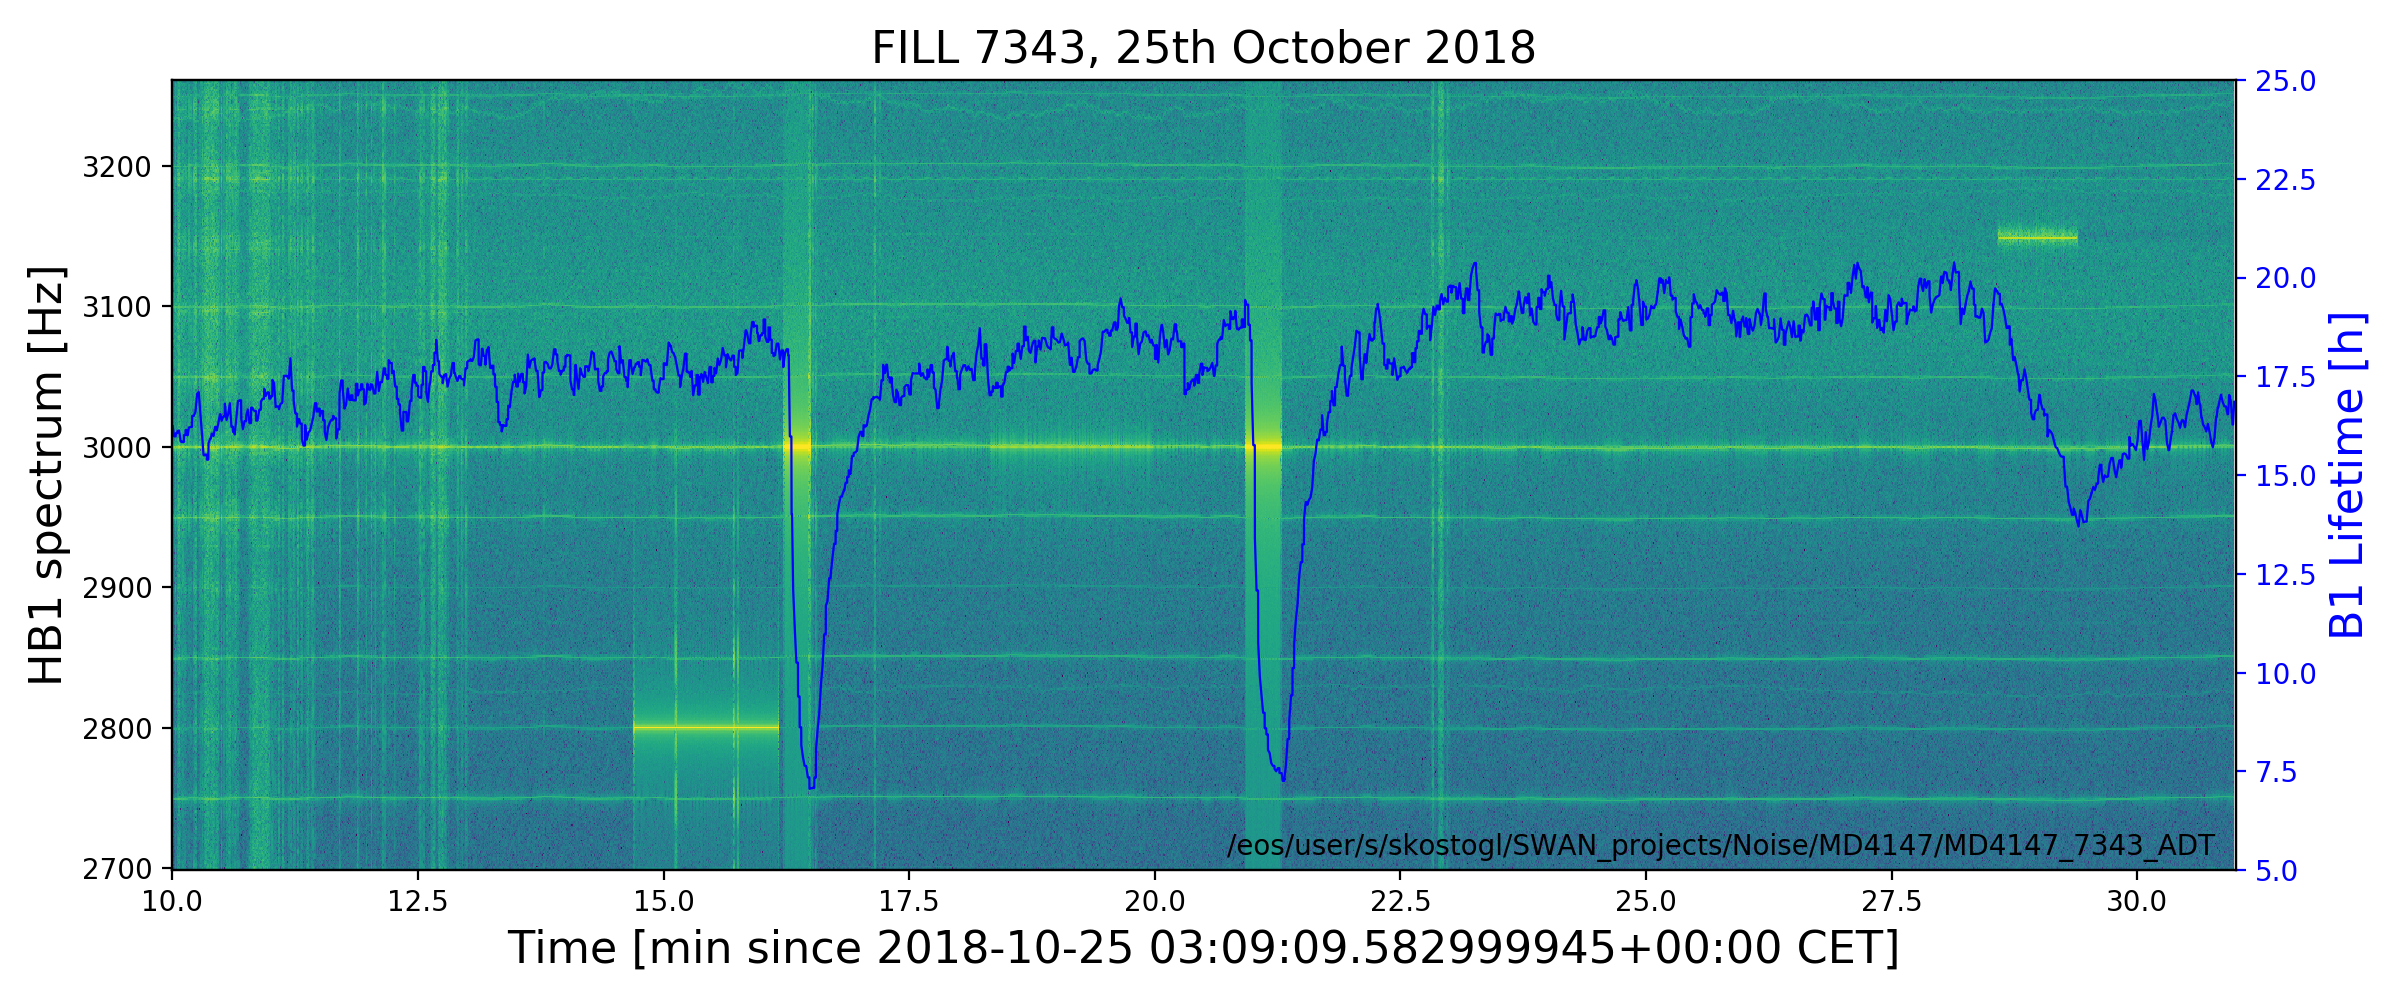 FILL 7343, 25th October 2018
HB1 spectrum [Hz]
3200
3100
3000
2900
2800
2700
25.0
22.5
20.0
17.5
15.0
12.5
10.0
7.5
5.0
B1 Lifetime [h]
/eos/user/s/skostogl/SWAN_projects/Noise/MD4147/MD4147_7343_ADT
10.0 12.5 15.0 17.5 20.0 22.5 25.0 27.5 30.0
Time [min since 2018-10-25 03:09:09.582999945+00:00 CET]